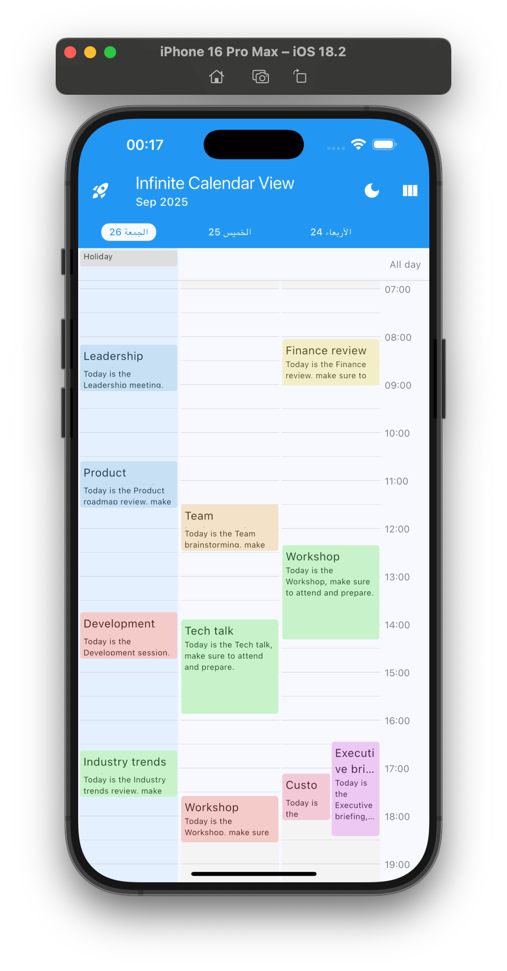 iPhone 16 Pro Max – iOS 18.2
00:17
Infinite Calendar View
Sep 2025
الأربعاء 24
الخميس 25
الجمعة 26
All day
Holiday
07:00
08:00
09:00
10:00
11:00
12:00
13:00
14:00
15:00
16:00
17:00
18:00
19:00
Finance review
Today is the Finance
review, make sure to
Workshop
Today is the
Workshop, make sure
to attend and prepare.
Executi
ve bri...
Today is
the
Executive
briefing,...
Custo
Today is
the
Team
Today is the Team
brainstorming, make
Tech talk
Today is the Tech talk,
make sure to attend
and prepare.
Workshop
Today is the
Workshop, make sure
Leadership
Today is the
Leadership meeting,
Product
Today is the Product
roadmap review, make
Development
Today is the
Development session,
Industry trends
Today is the Industry
trends review, make